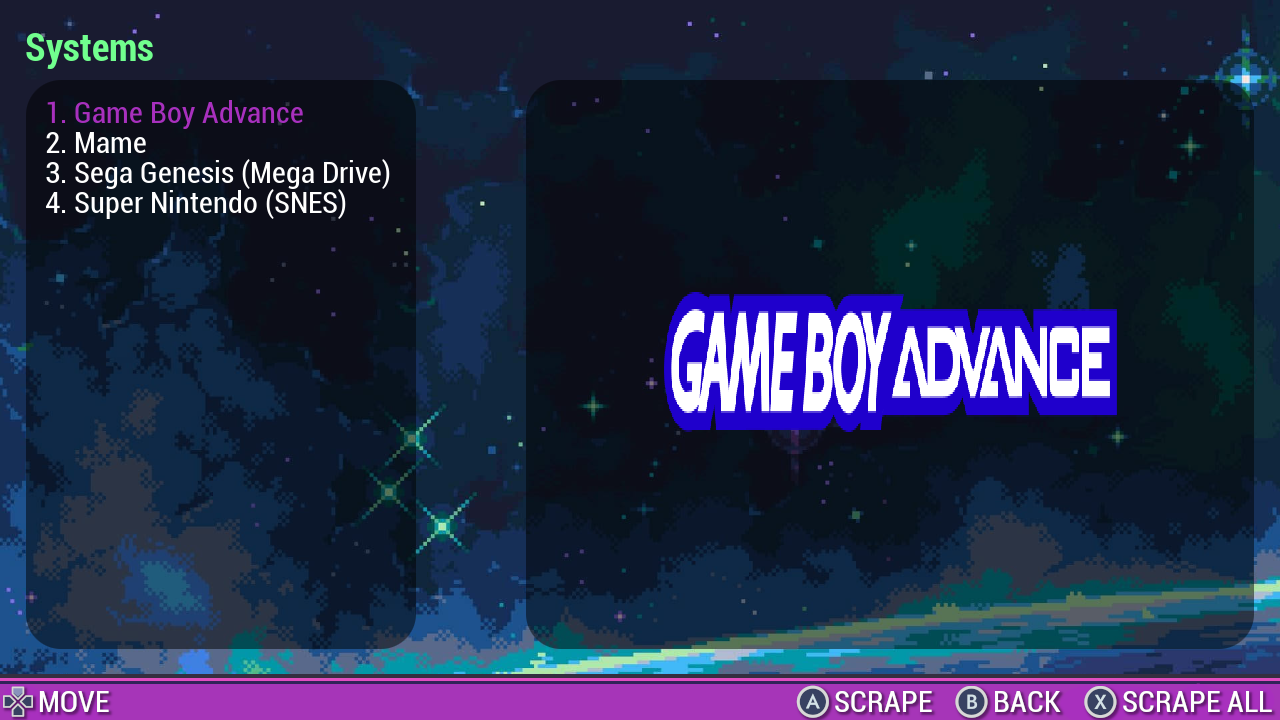 Systems
1. Game Boy Advance
2. Mame
3. Sega Genesis (Mega Drive)
4. Super Nintendo (SNES)
GAME BOY ADVANCE
MOVE A SCRAPE B BACK X SCRAPE ALL